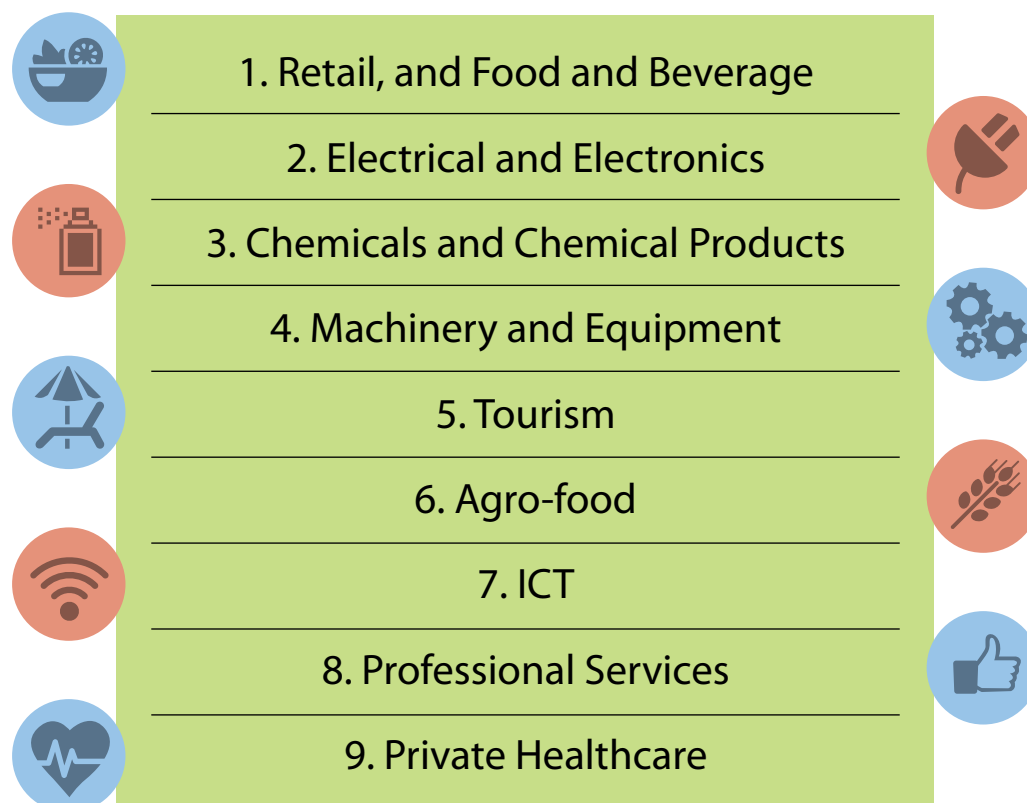 1. Retail, and Food and Beverage
2. Electrical and Electronics
3. Chemicals and Chemical Products
4. Machinery and Equipment
5. Tourism
6. Agro-food
7. ICT
8. Professional Services
9. Private Healthcare